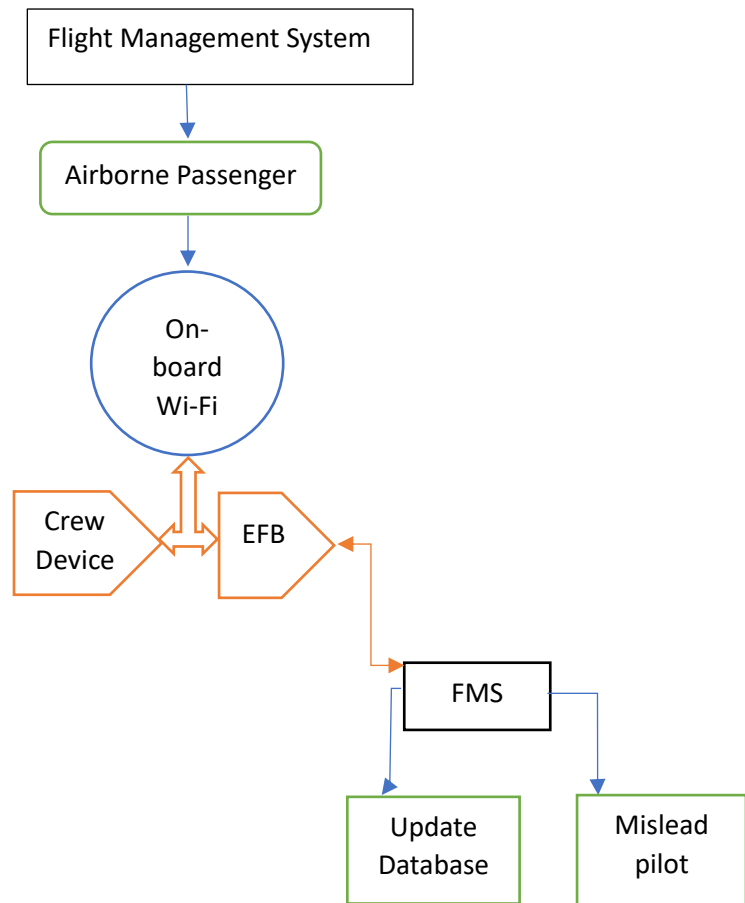 Flight Management System
Airborne Passenger
On-
board
Wi-Fi
Crew
Device
EFB
FMS
Update
Database
Mislead
pilot